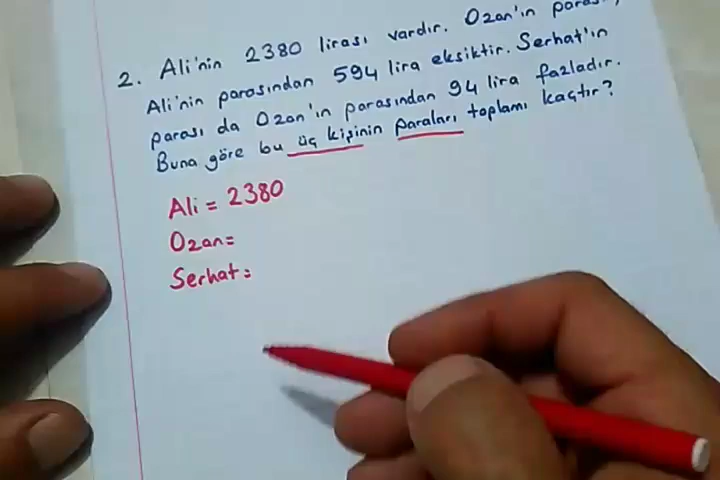 2. Ali'nin 2380 lirası vardır. Ozan'ın parası,
Ali'nin parasından 594 lira eksiktir. Serhat'ın
parası da Ozan'ın parasından 94 lira fazladır.
Buna göre bu üç kişinin paraları toplamı kaçtır?
Ali = 2380
Ozan=
Serhat=